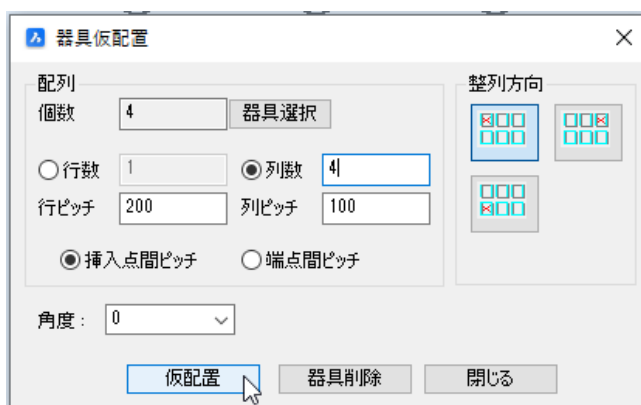 器具仮配置
配列
個数 4 器具選択
行数 1 列数 4
行ピッチ 200 列ピッチ 100
挿入点間ピッチ 端点間ピッチ
整列方向
角度： 0
仮配置 器具削除 閉じる